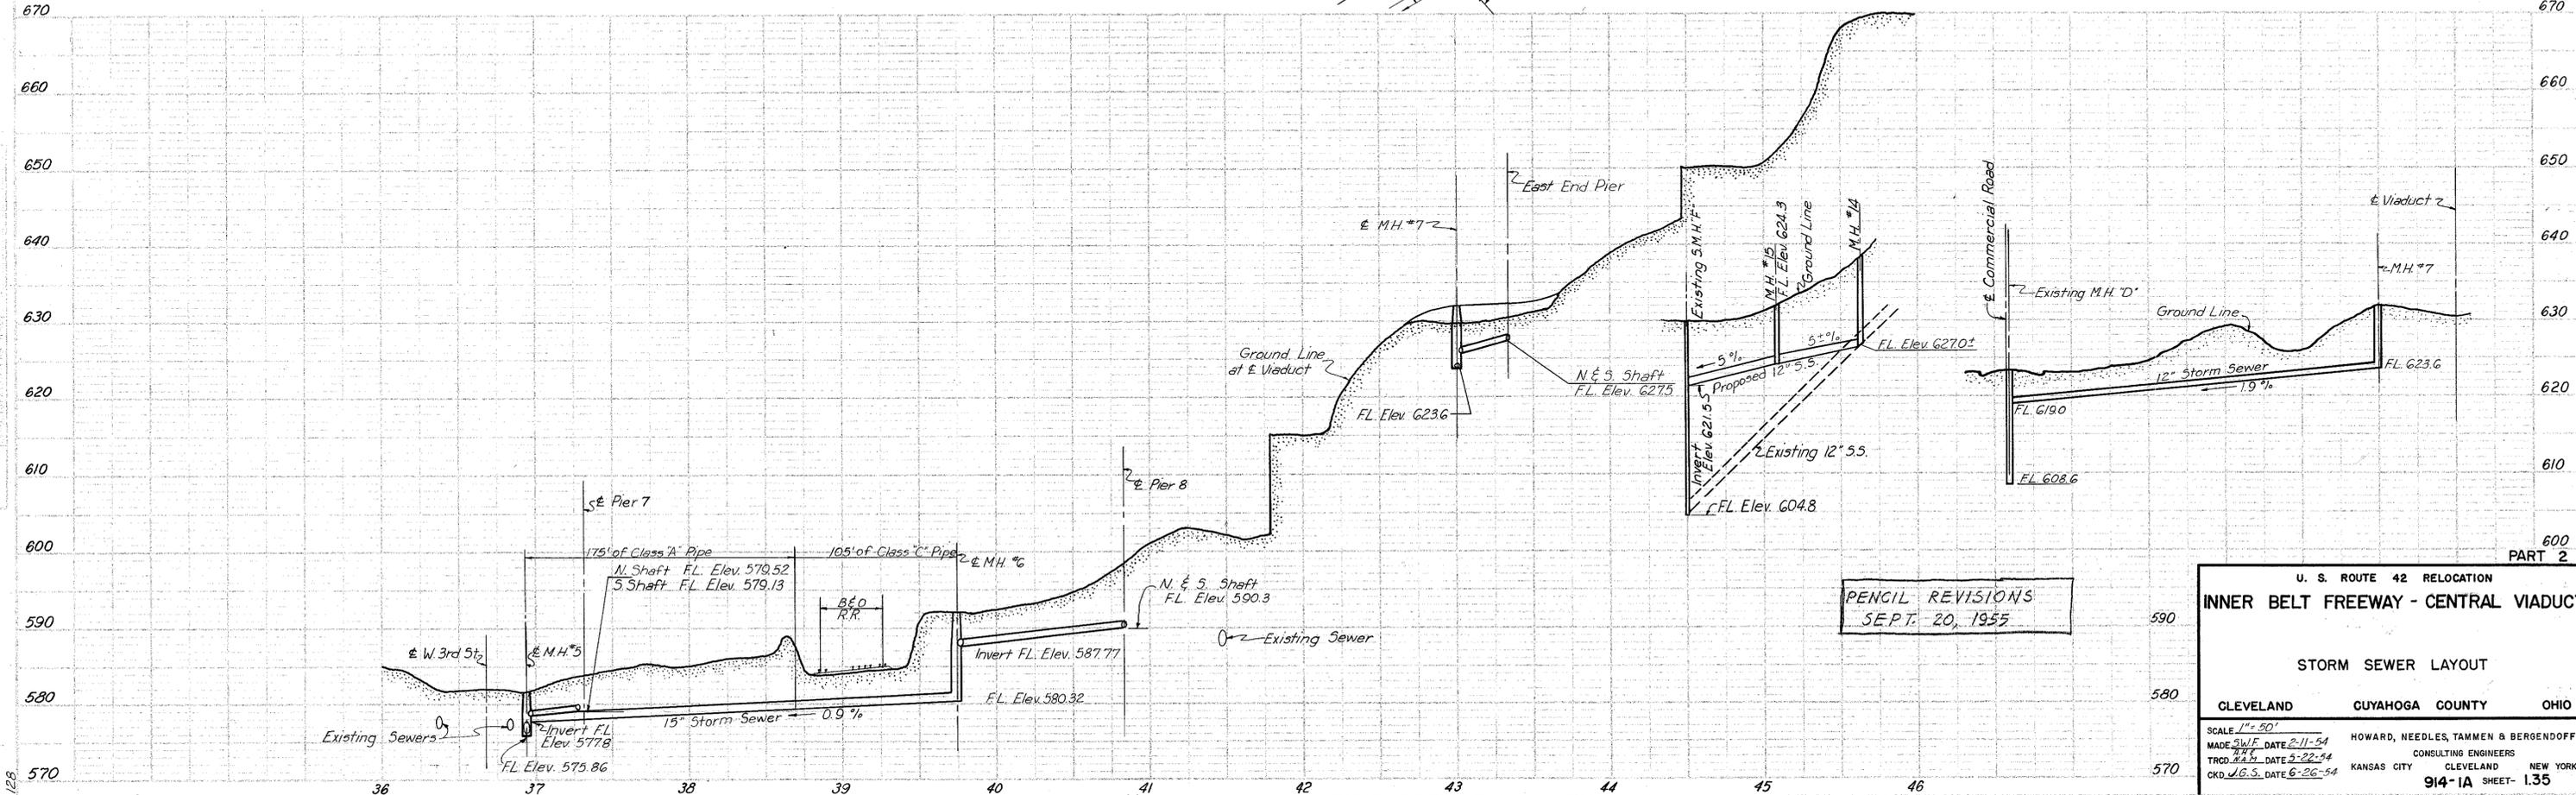 670
660
650
640
630
620
610
600
590
580
570
128
36
37
38
39
40
41
42
43
44
45
46
670
660
650
640
630
620
610
600
590
580
570
℄ W. 3rd St.
℄ M.H. #5
Existing Sewers
Invert F.L.
Elev. 577.8
F.L. Elev. 575.86
℄ Pier 7
175' of Class "A" Pipe
105' of Class "C" Pipe
N. Shaft F.L. Elev. 579.52
S. Shaft F.L. Elev. 579.13
B&O
R.R.
15" Storm Sewer
0.9 %
℄ M.H. #6
Invert F.L. Elev. 587.77
F.L. Elev. 580.32
℄ Pier 8
N. & S. Shaft
F.L. Elev. 590.3
Existing Sewer
Ground Line
at ℄ Viaduct
℄ M.H. #7
F.L. Elev. 623.6
East End Pier
N. & S. Shaft
F.L. Elev. 627.5
Existing S.M.H. "F"
M.H. #15
F.L. Elev. 624.3
Ground Line
M.H. #14
5 %
5± %
Proposed 12" S.S.
F.L. Elev. 627.0±
Invert
Elev. 621.55
Existing 12" S.S.
F.L. Elev. 604.8
℄ Commercial Road
Existing M.H. "D"
F.L. 619.0
F.L. 608.6
Ground Line
12" Storm Sewer
1.9 %
℄ Viaduct
M.H. #7
F.L. 623.6
PENCIL REVISIONS
SEPT. 20, 1955
PART 2
U. S. ROUTE 42 RELOCATION
INNER BELT FREEWAY - CENTRAL VIADUCT
STORM SEWER LAYOUT
CLEVELAND CUYAHOGA COUNTY OHIO
SCALE 1" = 50'
MADE S.W.F. DATE 2-11-54
TRCD. N.A.M. DATE 5-22-54
CKD. J.G.S. DATE 6-26-54
HOWARD, NEEDLES, TAMMEN & BERGENDOFF
CONSULTING ENGINEERS
KANSAS CITY CLEVELAND NEW YORK
914-1A SHEET- 1.35